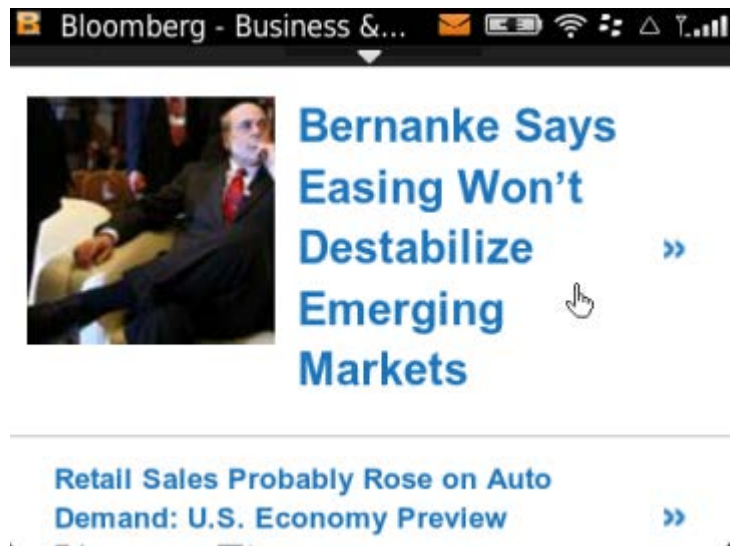 B Bloomberg - Business &...
Bernanke Says
Easing Won't
Destabilize »
Emerging
Markets
Retail Sales Probably Rose on Auto
Demand: U.S. Economy Preview »